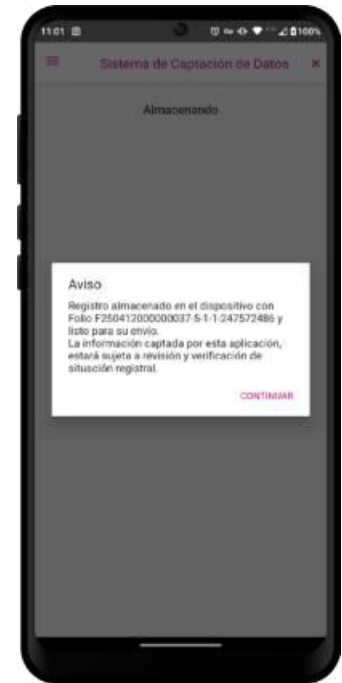 11:01
100%
Sistema de Captación de Datos ×
Almacenando
Aviso
Registro almacenado en el dispositivo con
Folio F250412000000037-5-1-1-247572486 y
listo para su envío.
La información captada por esta aplicación,
estará sujeta a revisión y verificación de
situación registral.
CONTINUAR